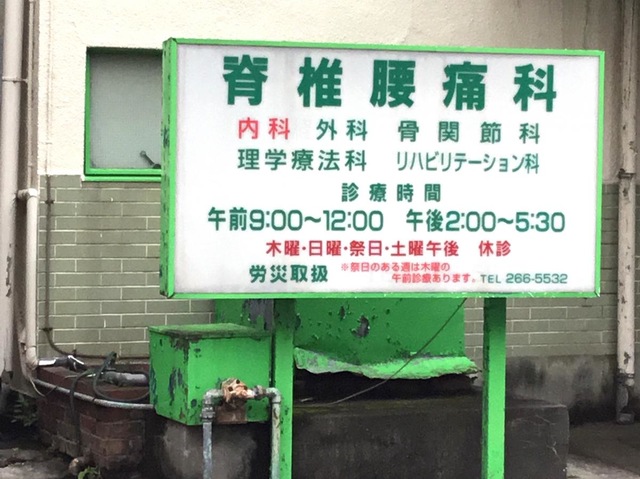 脊椎腰痛科
内科 外科 骨関節科
理学療法科 リハビリテーション科
診療時間
午前9:00〜12:00 午後2:00〜5:30
木曜・日曜・祭日・土曜午後 休診
労災取扱 ※祭日のある週は木曜の
午前診療あります。 TEL 266-5532